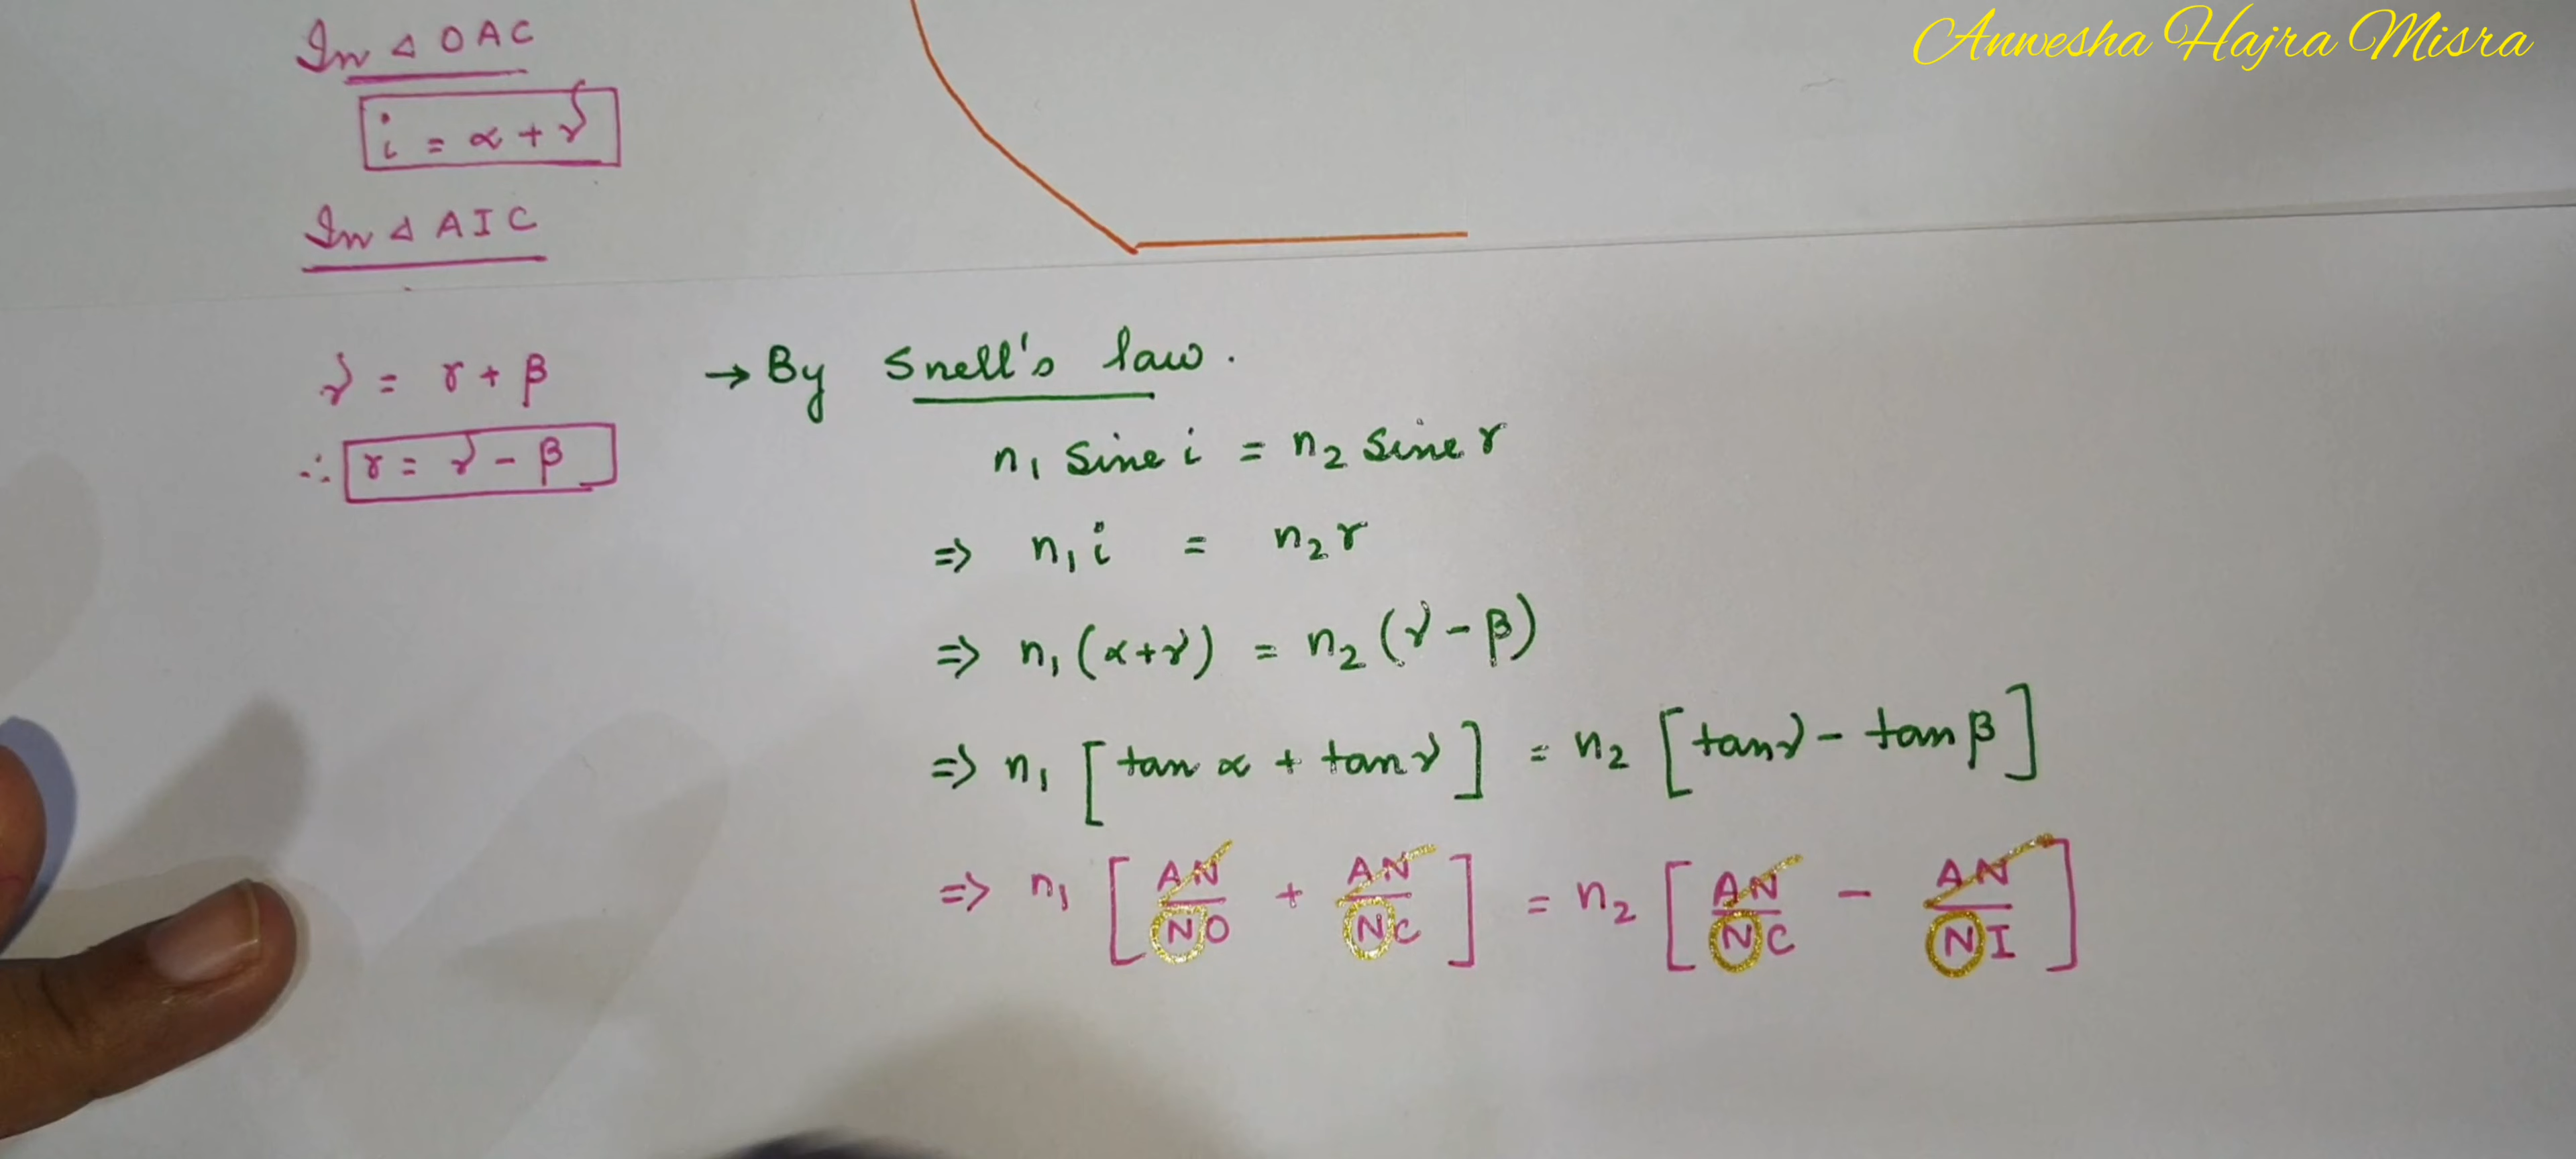 Anwesha Hajra Misra
In Δ OAC
i = α + γ
In Δ AIC
γ = r + β
∴ r = γ - β
→ By Snell's law.
n₁ Sine i = n₂ Sine r
⇒ n₁ i = n₂ r
⇒ n₁ (α+γ) = n₂ (γ - β)
⇒ n₁ [tan α + tan γ] = n₂ [tan γ - tan β]
⇒ n₁ [AN/NO + AN/NC] = n₂ [AN/NC - AN/NI]